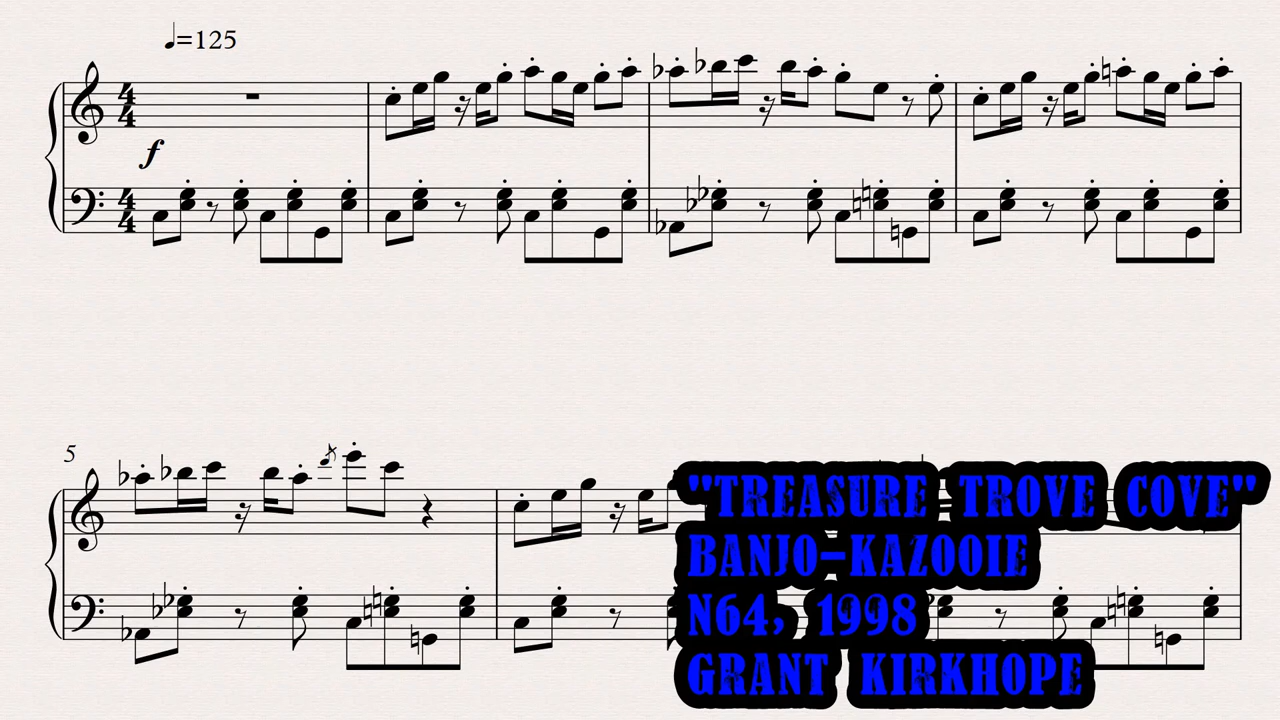 ♩=125
f
5
"TREASURE TROVE COVE"
BANJO-KAZOOIE
N64, 1998
GRANT KIRKHOPE